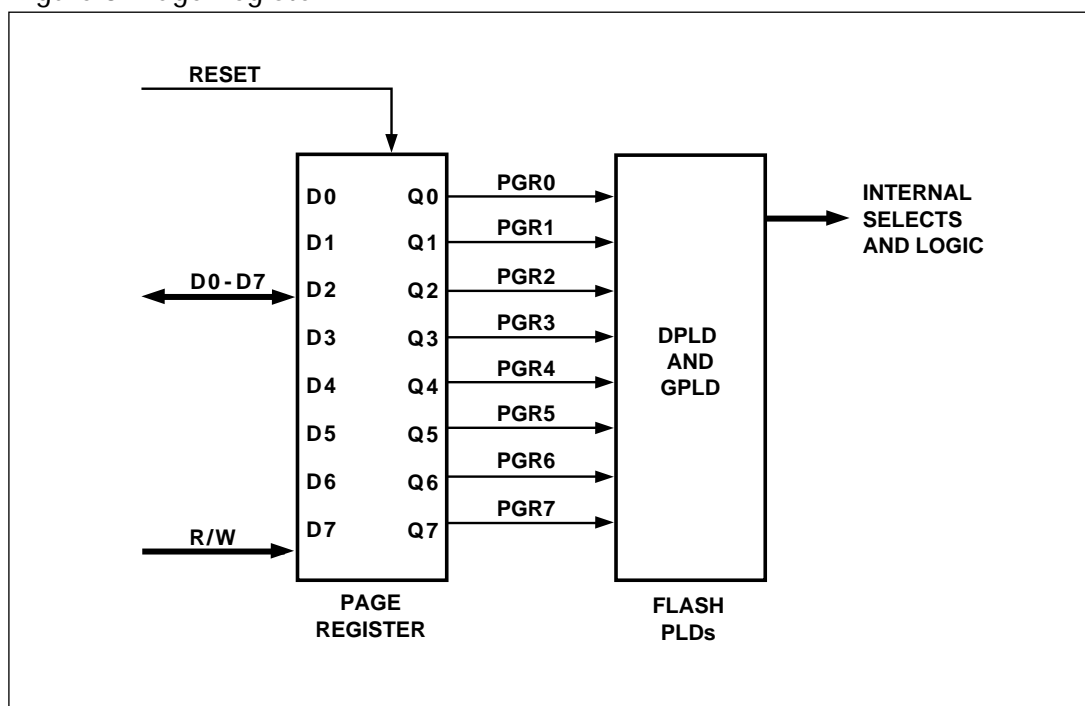 RESET
D0
D1
D2
D3
D4
D5
D6
D7
Q0
Q1
Q2
Q3
Q4
Q5
Q6
Q7
D0-D7
R/W
PGR0
PGR1
PGR2
PGR3
PGR4
PGR5
PGR6
PGR7
DPLD
AND
GPLD
INTERNAL
SELECTS
AND LOGIC
PAGE
REGISTER
FLASH
PLDs